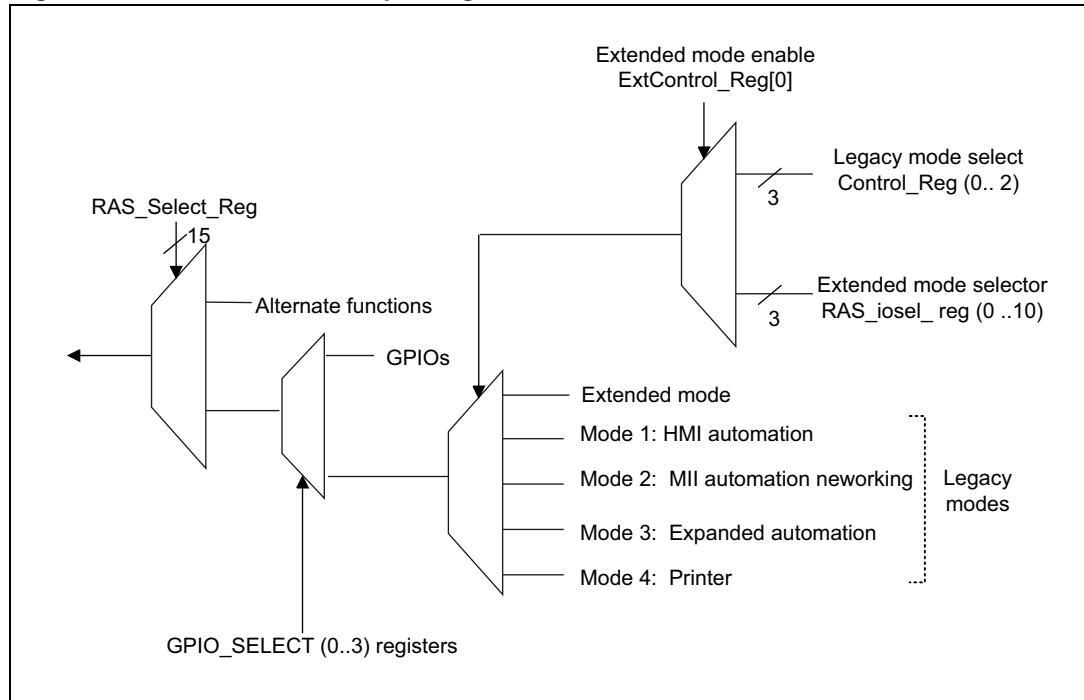 Extended mode enable
ExtControl_Reg[0]
Legacy mode select
Control_Reg (0.. 2)
3
RAS_Select_Reg
15
Extended mode selector
RAS_iosel_ reg (0 ..10)
3
Alternate functions
GPIOs
Extended mode
Mode 1: HMI automation
Mode 2: MII automation neworking
Legacy
modes
Mode 3: Expanded automation
Mode 4: Printer
GPIO_SELECT (0..3) registers